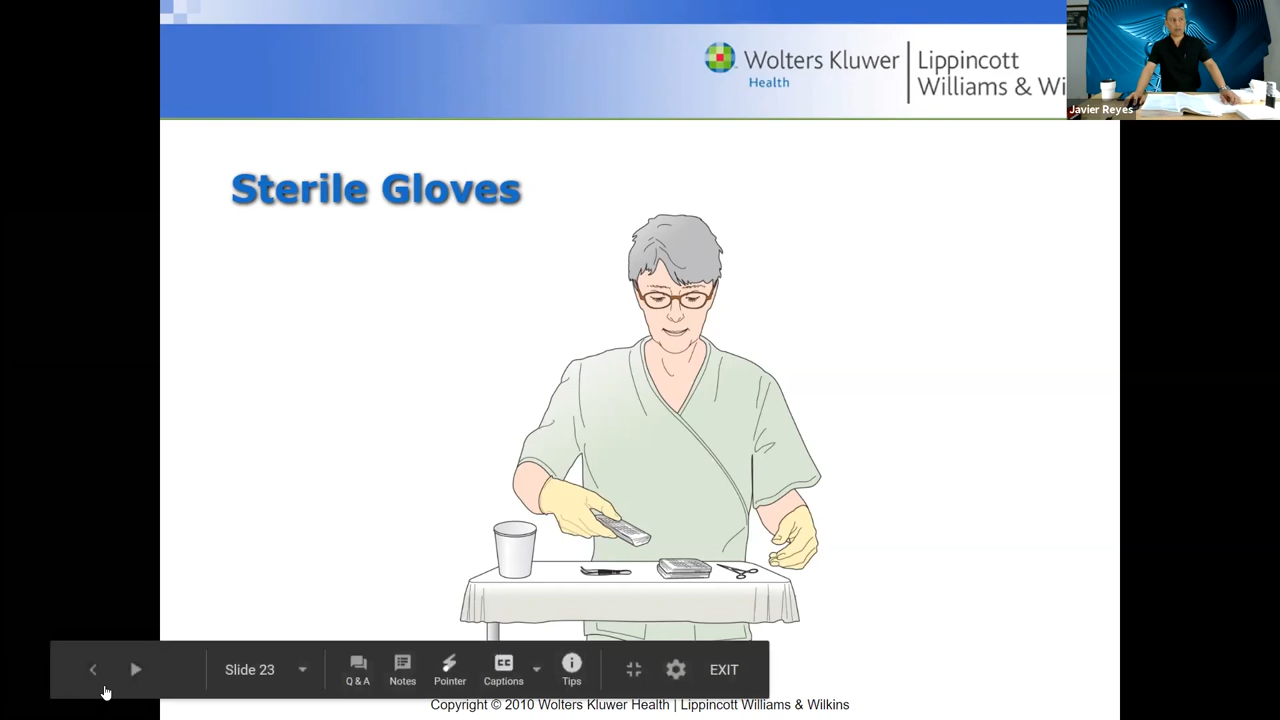 Wolters Kluwer
Health
Lippincott
Williams & Wi
Javier Reyes
Sterile Gloves
Slide 23
Q & A
Notes
Pointer
CC
Captions
Tips
EXIT
Copyright © 2010 Wolters Kluwer Health | Lippincott Williams & Wilkins